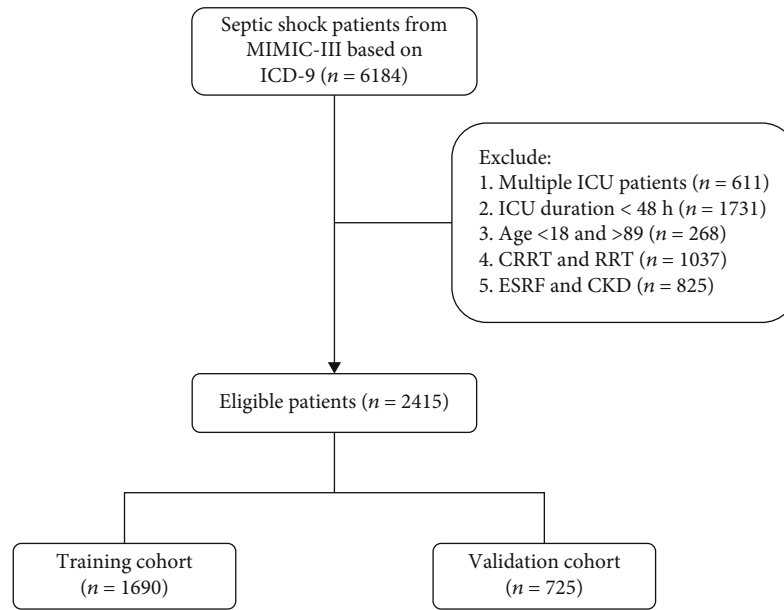 Septic shock patients from
MIMIC-III based on
ICD-9 (n = 6184)
Exclude:
1. Multiple ICU patients (n = 611)
2. ICU duration < 48 h (n = 1731)
3. Age <18 and >89 (n = 268)
4. CRRT and RRT (n = 1037)
5. ESRF and CKD (n = 825)
Eligible patients (n = 2415)
Training cohort
(n = 1690)
Validation cohort
(n = 725)